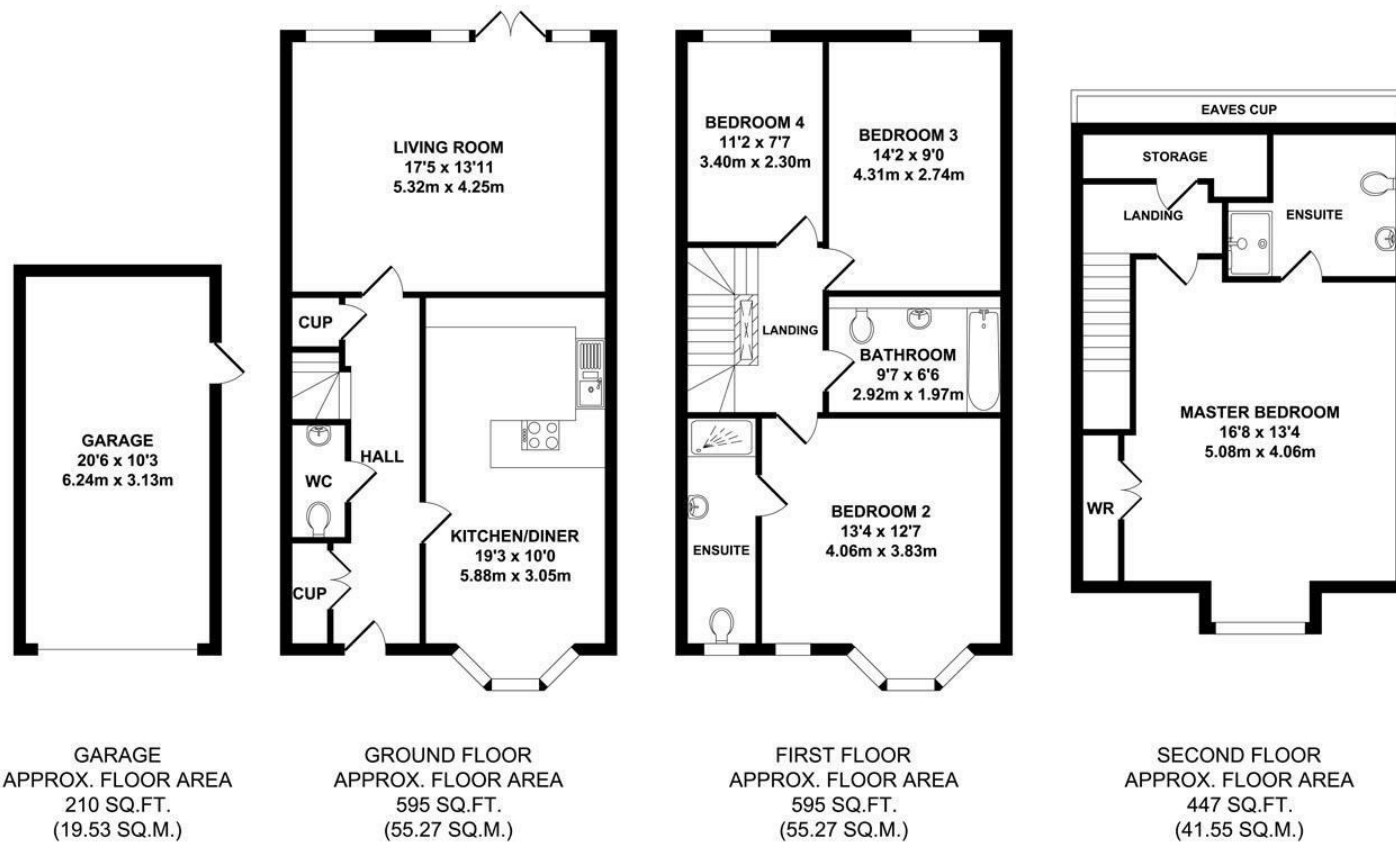 GARAGE
20'6 x 10'3
6.24m x 3.13m
GARAGE
APPROX. FLOOR AREA
210 SQ.FT.
(19.53 SQ.M.)
LIVING ROOM
17'5 x 13'11
5.32m x 4.25m
CUP
HALL
WC
KITCHEN/DINER
19'3 x 10'0
5.88m x 3.05m
CUP
GROUND FLOOR
APPROX. FLOOR AREA
595 SQ.FT.
(55.27 SQ.M.)
BEDROOM 4
11'2 x 7'7
3.40m x 2.30m
BEDROOM 3
14'2 x 9'0
4.31m x 2.74m
LANDING
BATHROOM
9'7 x 6'6
2.92m x 1.97m
BEDROOM 2
13'4 x 12'7
4.06m x 3.83m
ENSUITE
FIRST FLOOR
APPROX. FLOOR AREA
595 SQ.FT.
(55.27 SQ.M.)
EAVES CUP
STORAGE
LANDING
ENSUITE
MASTER BEDROOM
16'8 x 13'4
5.08m x 4.06m
WR
SECOND FLOOR
APPROX. FLOOR AREA
447 SQ.FT.
(41.55 SQ.M.)